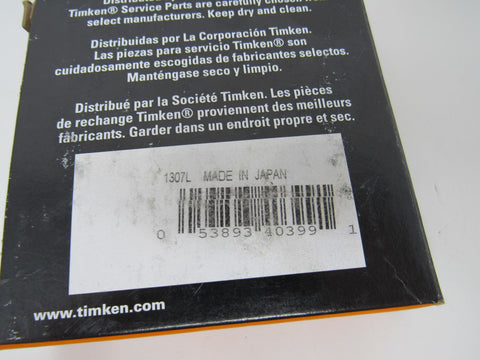 Distributed by
Timken® Service Parts are carefully chosen from
select manufacturers. Keep dry and clean.
Distribuidas por La Corporación Timken.
Las piezas para servicio Timken® son
cuidadosamente escogidas de fabricantes selectos.
Manténgase seco y limpio.
Distribué par la Société Timken. Les pièces
de rechange Timken® proviennent des meilleurs
fabricants. Garder dans un endroit propre et sec.
1307L MADE IN JAPAN
0 53893 40399 1
www.timken.com